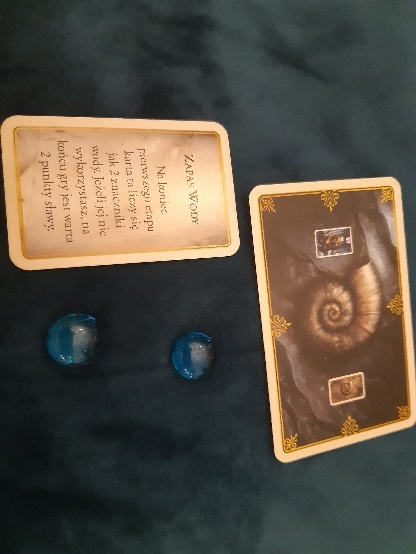 Zapas Wody
Na koniec
pierwszego etapu
karta ta liczy się
jak 2 znaczniki
wody. Jeżeli jej nie
wykorzystasz, na
końcu gry jest warta
2 punkty sławy.